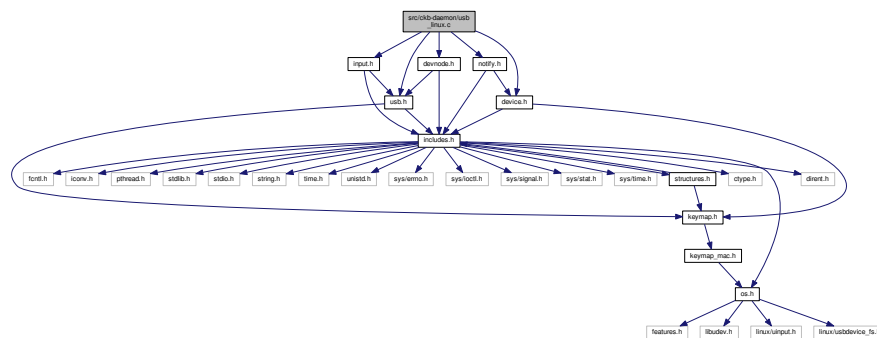 src/ckb-daemon/usb
_linux.c
input.h
devnode.h
notify.h
usb.h
device.h
includes.h
fcntl.h
iconv.h
pthread.h
stdlib.h
stdio.h
string.h
time.h
unistd.h
sys/errno.h
sys/ioctl.h
sys/signal.h
sys/stat.h
sys/time.h
structures.h
ctype.h
dirent.h
keymap.h
keymap_mac.h
os.h
features.h
libudev.h
linux/uinput.h
linux/usbdevice_fs.